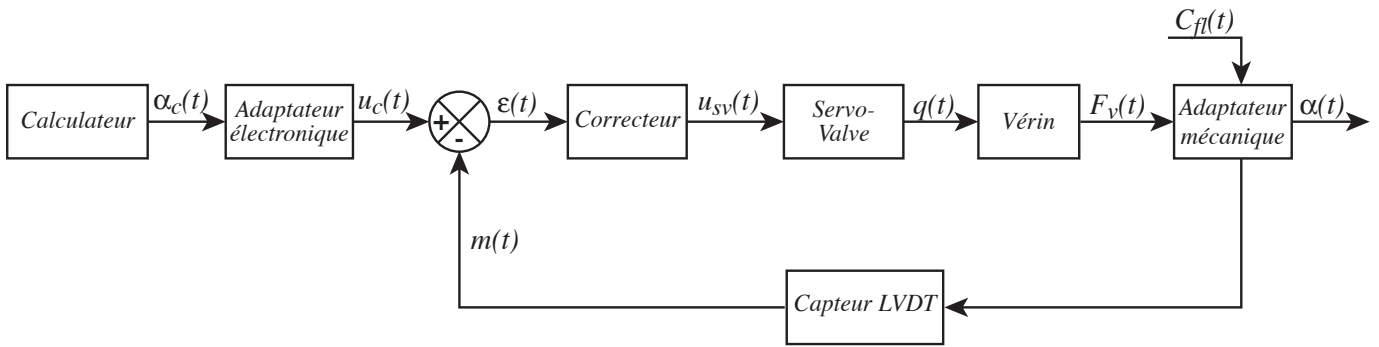 C_fl(t)
Calculateur
α_c(t)
Adaptateur
électronique
u_c(t)
+
-
ε(t)
Correcteur
u_sv(t)
Servo-
Valve
q(t)
Vérin
F_v(t)
Adaptateur
mécanique
α(t)
m(t)
Capteur LVDT